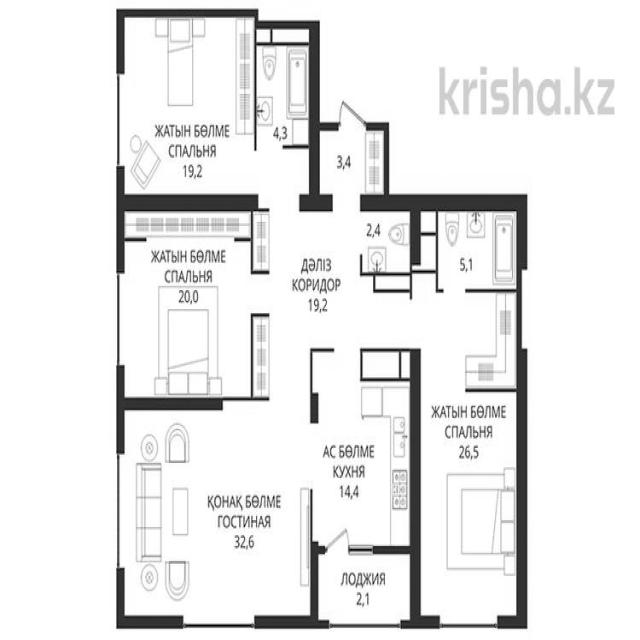 krisha.kz
ЖАТЫН БӨЛМЕ
СПАЛЬНЯ
19,2
4,3
3,4
2,4
5,1
ЖАТЫН БӨЛМЕ
СПАЛЬНЯ
20,0
ДӘЛІЗ
КОРИДОР
19,2
ЖАТЫН БӨЛМЕ
СПАЛЬНЯ
26,5
АС БӨЛМЕ
КУХНЯ
14,4
ҚОНАҚ БӨЛМЕ
ГОСТИНАЯ
32,6
ЛОДЖИЯ
2,1